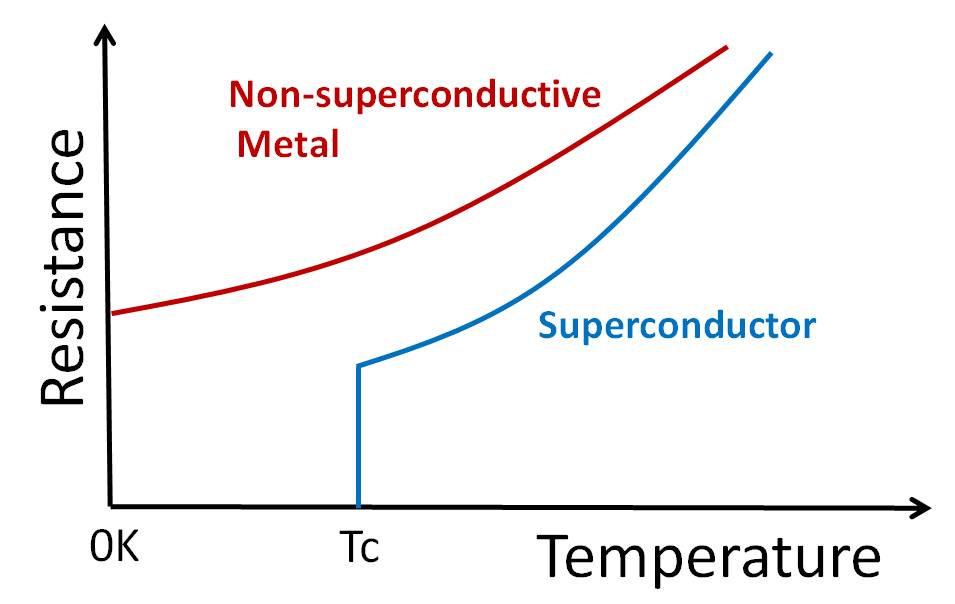 Non-superconductive
Metal
Resistance
Superconductor
0K
Tc
Temperature